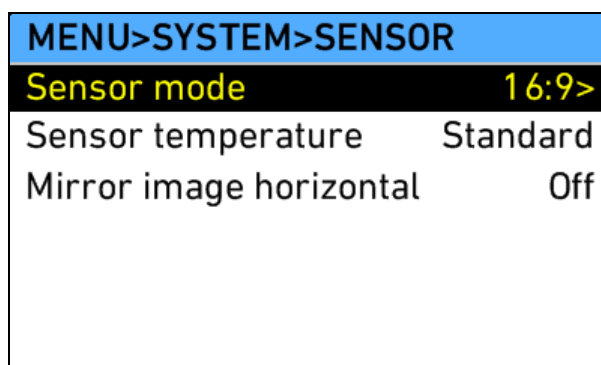 MENU>SYSTEM>SENSOR
Sensor mode 16:9>
Sensor temperature Standard
Mirror image horizontal Off